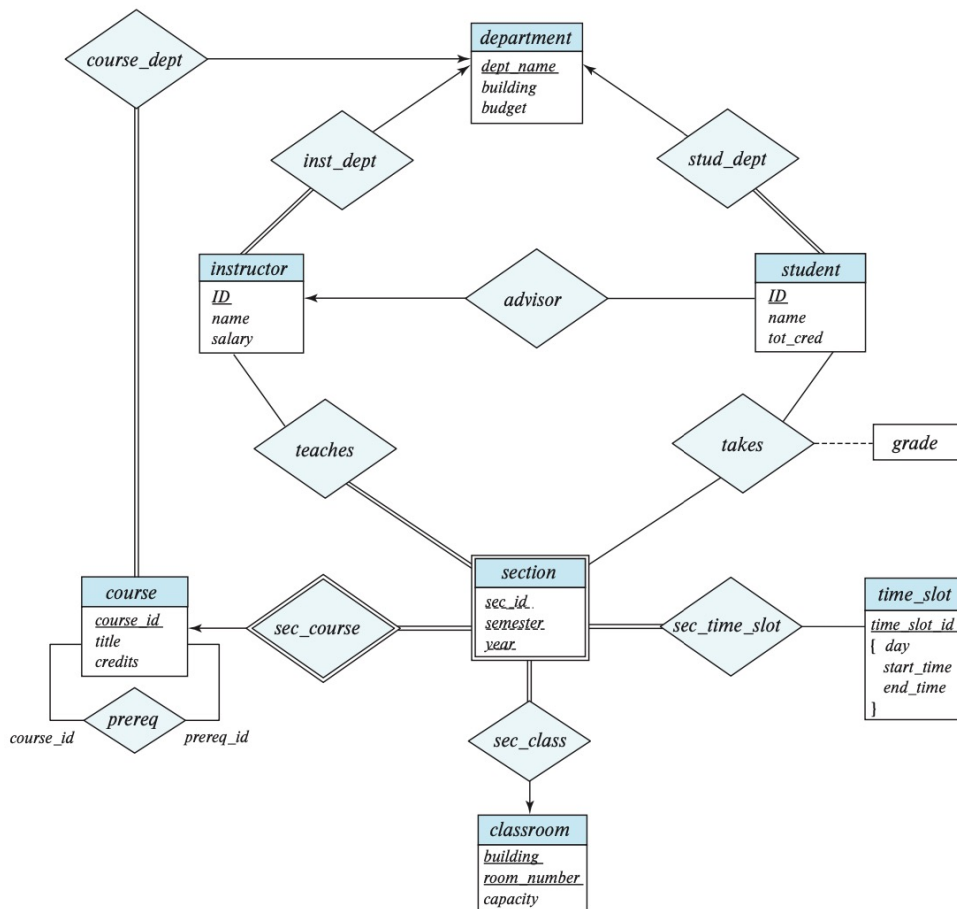 department
course_dept
dept_name
building
budget
inst_dept
stud_dept
instructor
ID
name
salary
advisor
student
ID
name
tot_cred
teaches
takes
grade
course
course_id
title
credits
sec_course
section
sec_id
semester
year
sec_time_slot
time_slot
time_slot_id
{ day
start_time
end_time
}
prereq
course_id
prereq_id
sec_class
classroom
building
room_number
capacity